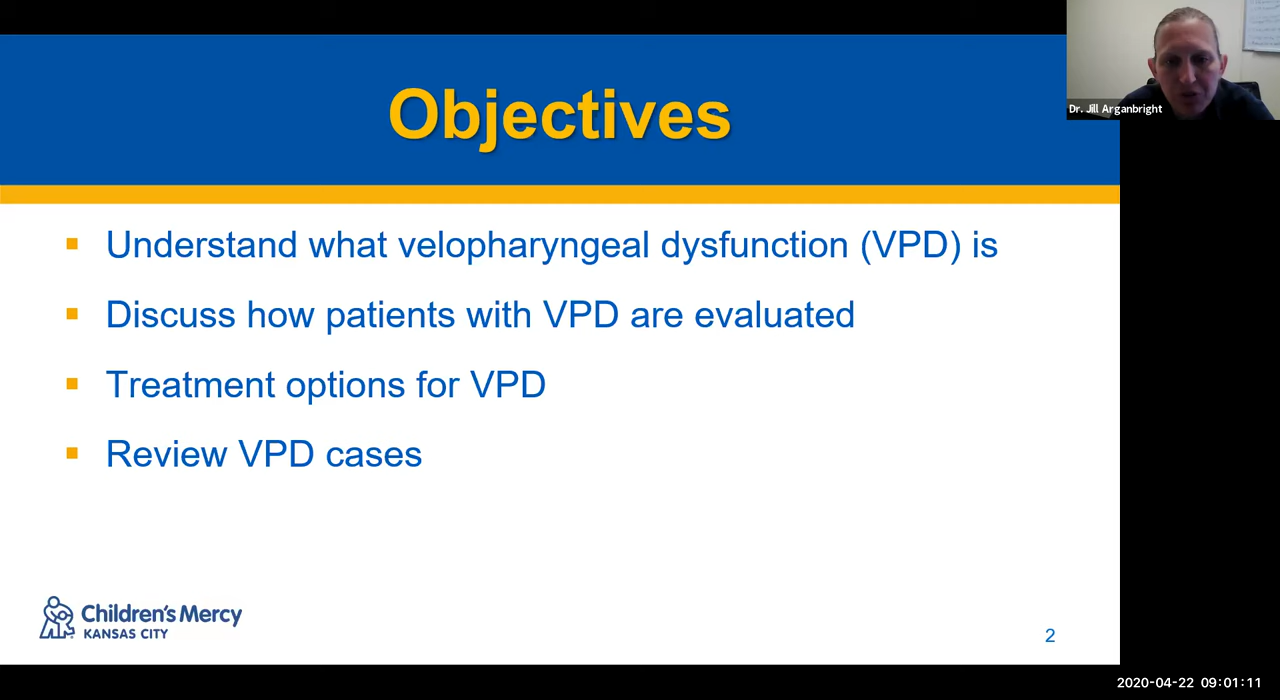 Objectives
Dr. Jill Arganbright
▪ Understand what velopharyngeal dysfunction (VPD) is
▪ Discuss how patients with VPD are evaluated
▪ Treatment options for VPD
▪ Review VPD cases
Children's Mercy
KANSAS CITY
2
2020-04-22 09:01:11